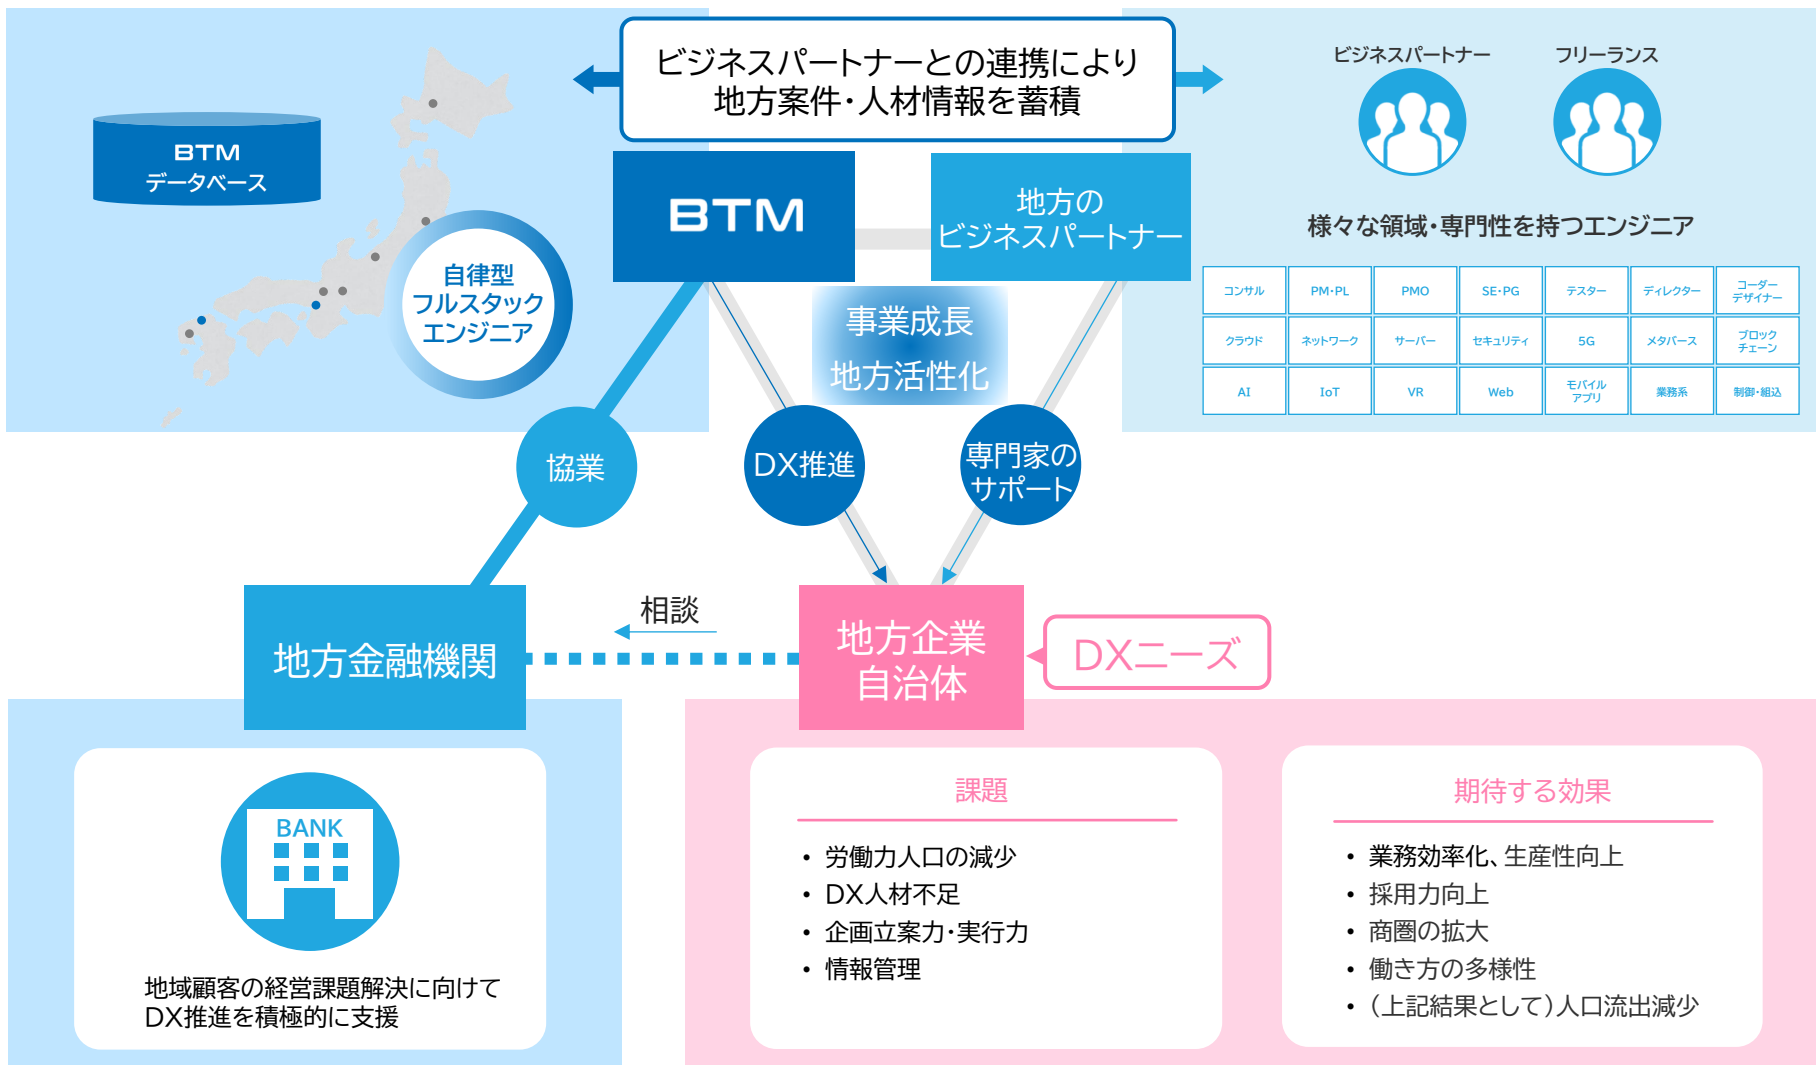 ビジネスパートナーとの連携により
地方案件・人材情報を蓄積
BTM
データベース
自律型
フルスタック
エンジニア
BTM
地方の
ビジネスパートナー
ビジネスパートナー
フリーランス
様々な領域・専門性を持つエンジニア
コンサル
PM・PL
PMO
SE・PG
テスター
ディレクター
コーダー
デザイナー
クラウド
ネットワーク
サーバー
セキュリティ
5G
メタバース
ブロック
チェーン
AI
IoT
VR
Web
モバイル
アプリ
業務系
制御・組込
事業成長
地方活性化
協業
DX推進
専門家の
サポート
地方金融機関
相談
地方企業
自治体
DXニーズ
BANK
地域顧客の経営課題解決に向けて
DX推進を積極的に支援
課題
・ 労働力人口の減少
・ DX人材不足
・ 企画立案力・実行力
・ 情報管理
期待する効果
・ 業務効率化、生産性向上
・ 採用力向上
・ 商圏の拡大
・ 働き方の多様性
・ （上記結果として）人口流出減少